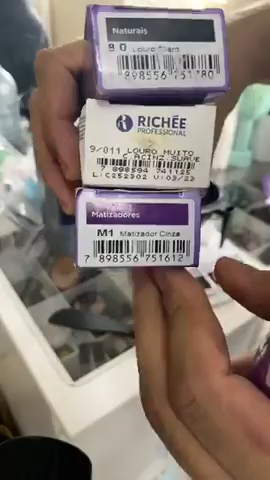 Naturais
8.0 Louro Claro
7 898556 751780
RICHÉE
PROFESSIONAL
9/011 LOURO MUITO
ACINZ SUAVE
7 898594 741125
Matizadores
M1 Matizador Cinza
7 898556 751612